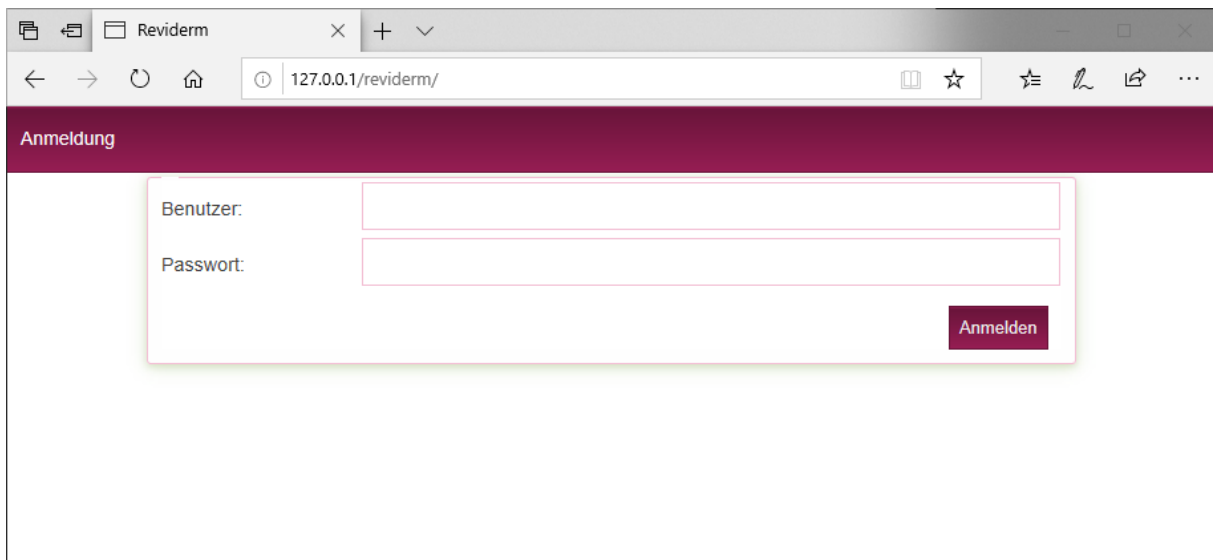 Reviderm
127.0.0.1/reviderm/
Anmeldung
Benutzer:
Passwort:
Anmelden